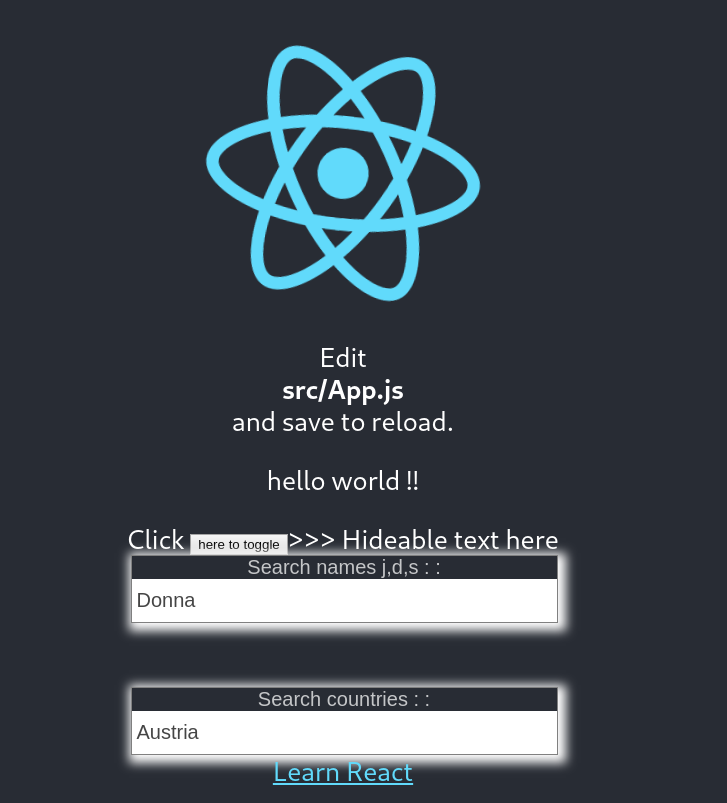 Edit
src/App.js
and save to reload.
hello world !!
Click here to toggle>>> Hideable text here
Search names j,d,s : :
Donna
Search countries : :
Austria
Learn React